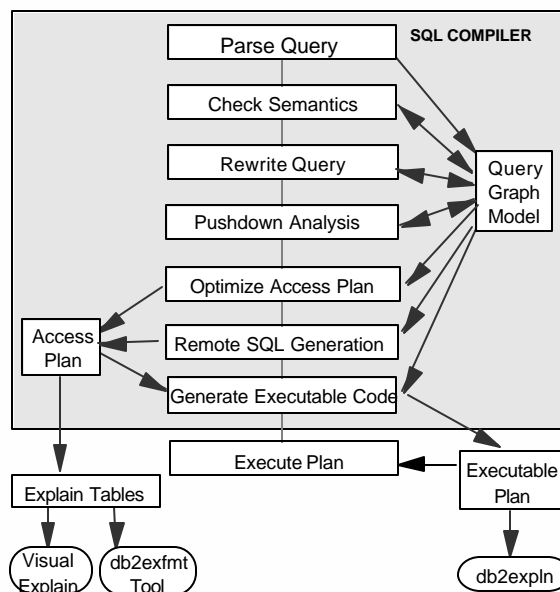 SQL COMPILER
Parse Query
Check Semantics
Rewrite Query
Query
Graph
Model
Pushdown Analysis
Optimize Access Plan
Access
Plan
Remote SQL Generation
Generate Executable Code
Execute Plan
Executable
Plan
Explain Tables
Visual
Explain
db2exfmt
Tool
db2expln